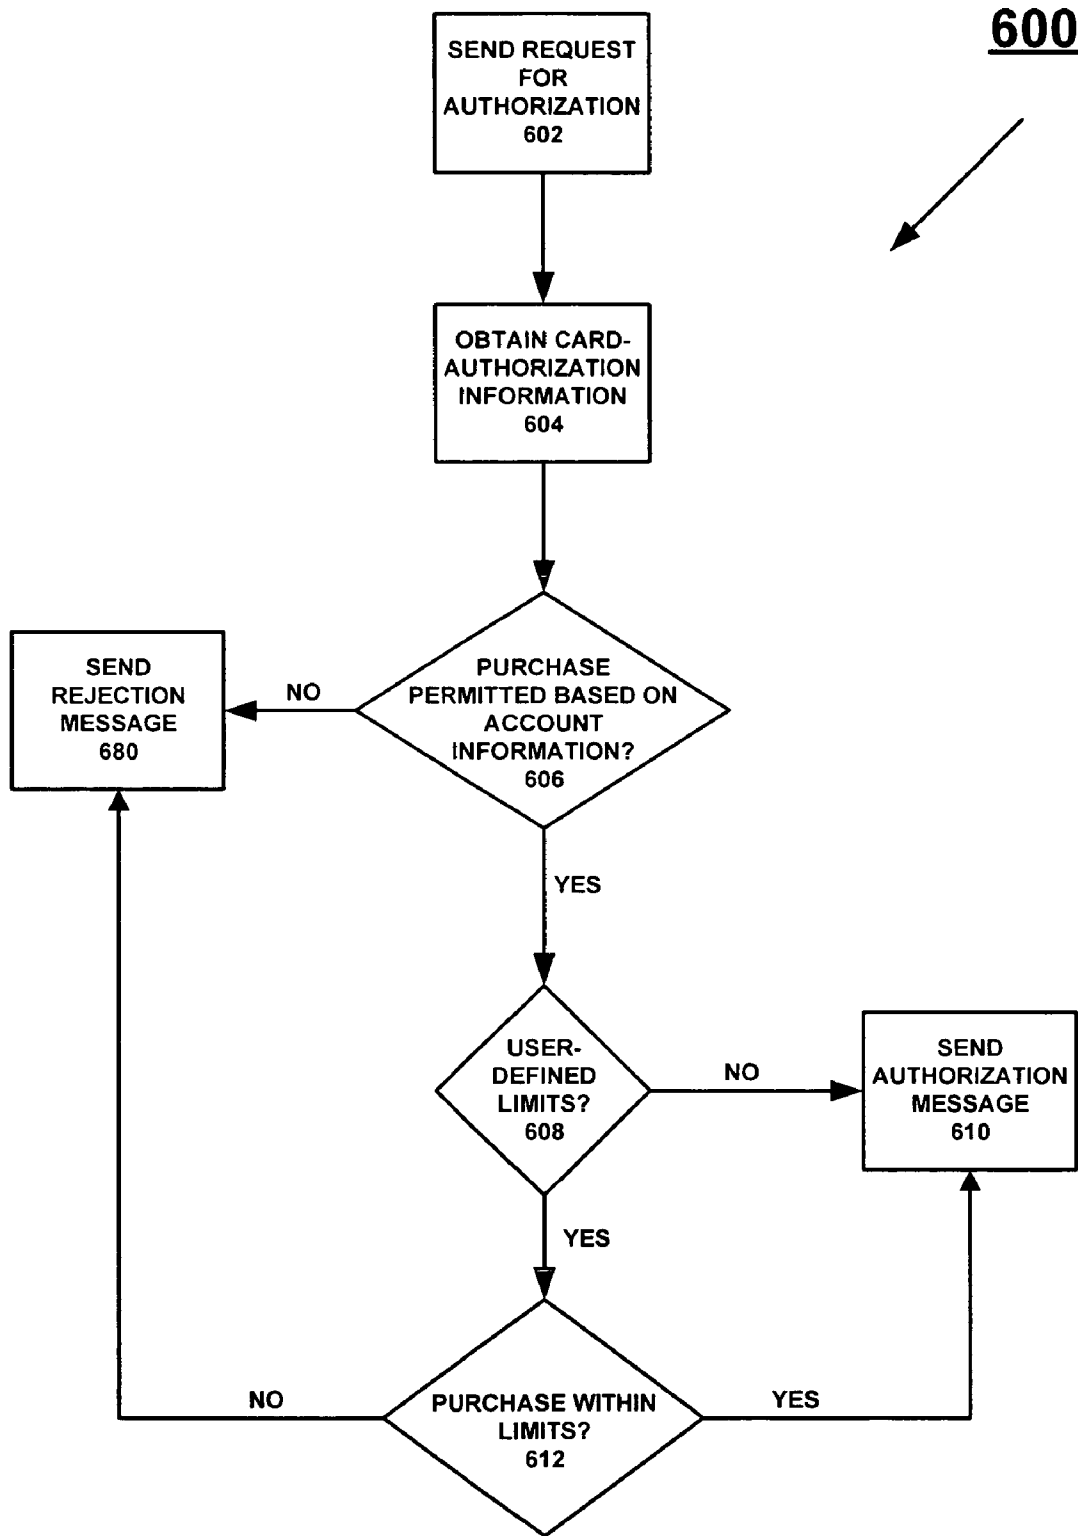 600
SEND REQUEST
FOR
AUTHORIZATION
602
OBTAIN CARD-
AUTHORIZATION
INFORMATION
604
PURCHASE
PERMITTED BASED ON
ACCOUNT
INFORMATION?
606
NO
SEND
REJECTION
MESSAGE
680
YES
USER-
DEFINED
LIMITS?
608
NO
SEND
AUTHORIZATION
MESSAGE
610
YES
PURCHASE WITHIN
LIMITS?
612
NO
YES